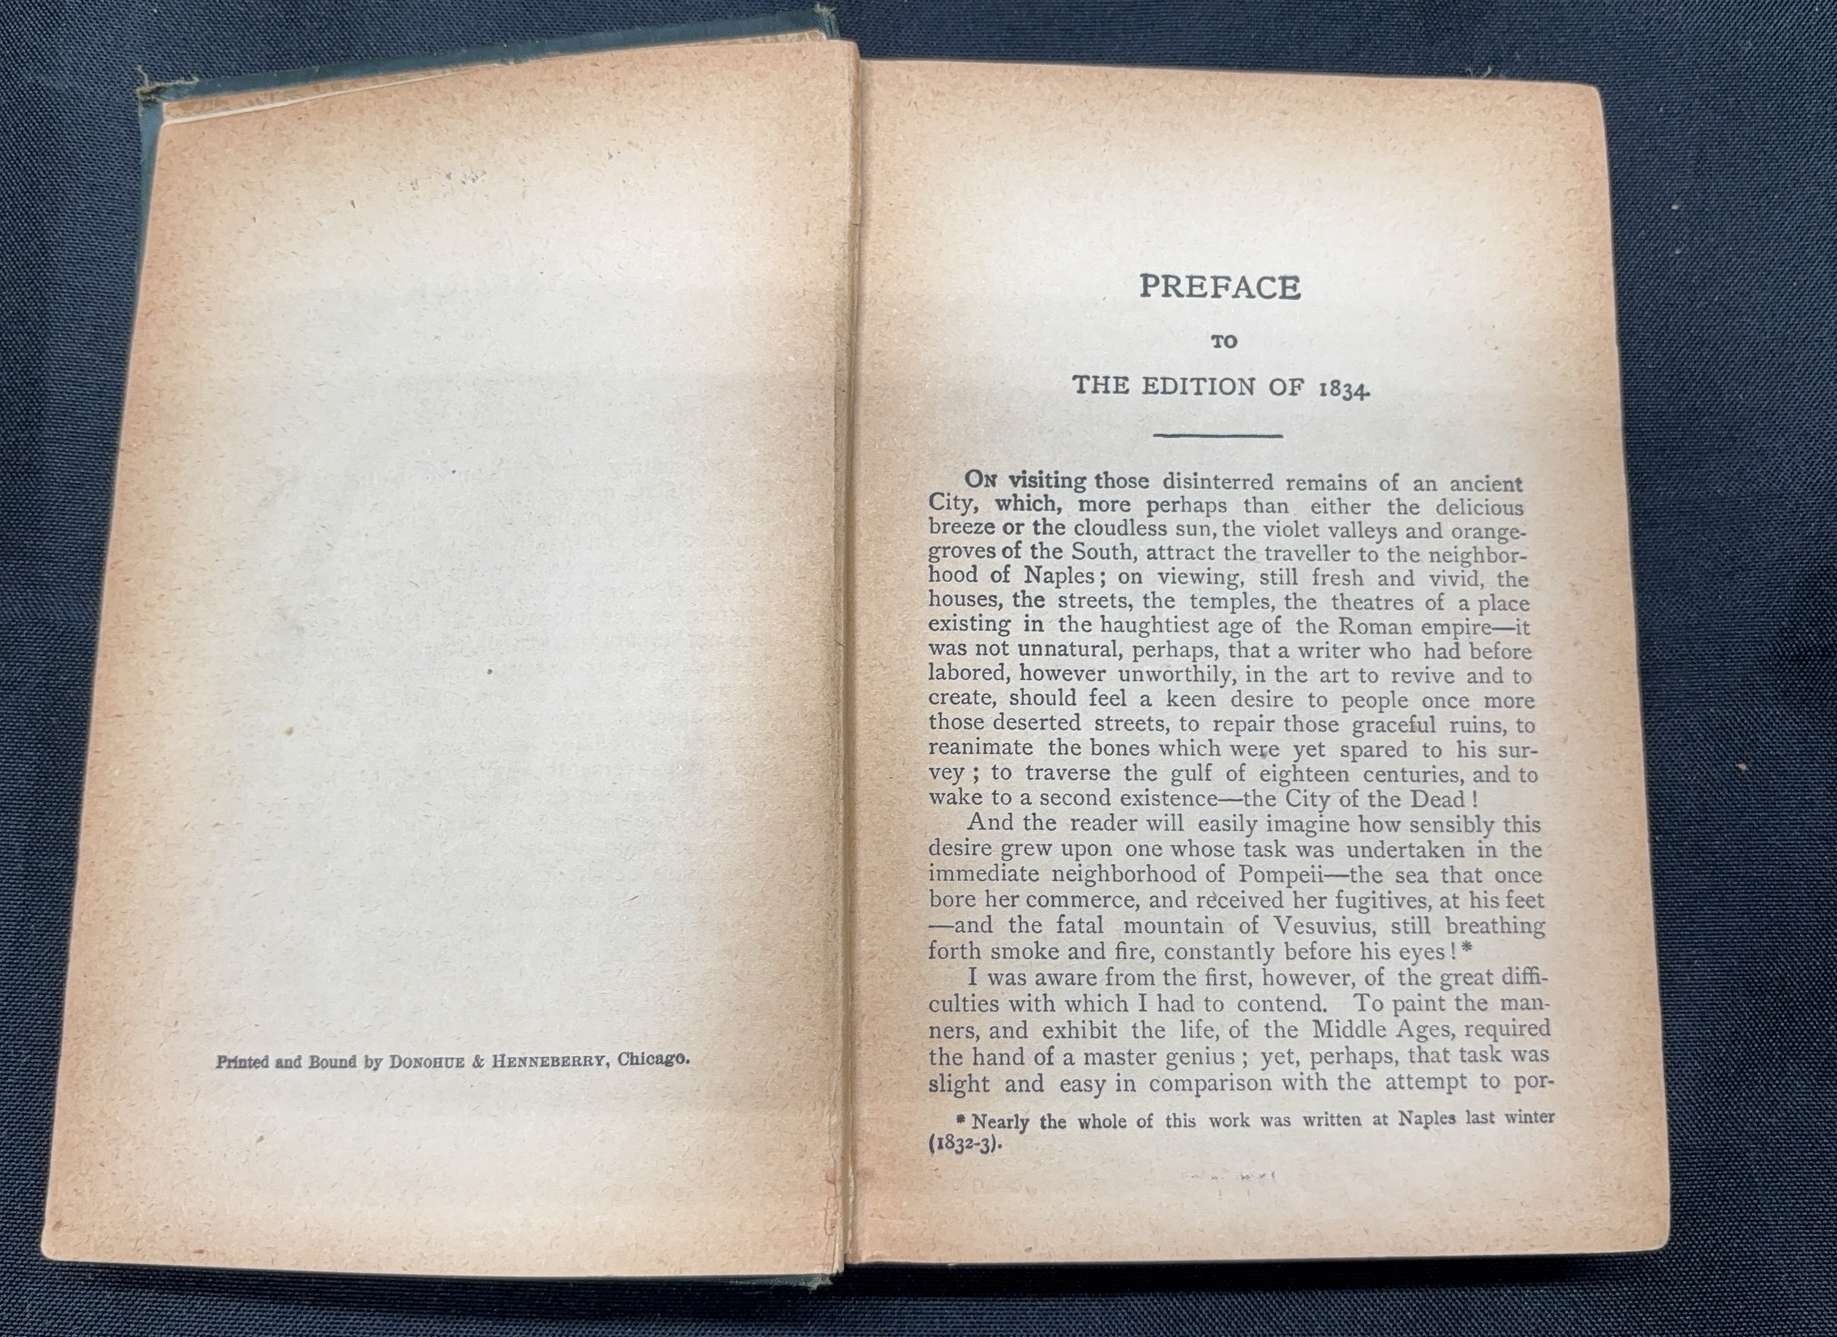 Printed and Bound by DONOHUE & HENNEBERRY, Chicago.
PREFACE
TO
THE EDITION OF 1834.
ON visiting those disinterred remains of an ancient
City, which, more perhaps than either the delicious
breeze or the cloudless sun, the violet valleys and orange-
groves of the South, attract the traveller to the neighbor-
hood of Naples; on viewing, still fresh and vivid, the
houses, the streets, the temples, the theatres of a place
existing in the haughtiest age of the Roman empire—it
was not unnatural, perhaps, that a writer who had before
labored, however unworthily, in the art to revive and to
create, should feel a keen desire to people once more
those deserted streets, to repair those graceful ruins, to
reanimate the bones which were yet spared to his sur-
vey; to traverse the gulf of eighteen centuries, and to
wake to a second existence—the City of the Dead!
And the reader will easily imagine how sensibly this
desire grew upon one whose task was undertaken in the
immediate neighborhood of Pompeii—the sea that once
bore her commerce, and received her fugitives, at his feet
—and the fatal mountain of Vesuvius, still breathing
forth smoke and fire, constantly before his eyes!*
I was aware from the first, however, of the great diffi-
culties with which I had to contend. To paint the man-
ners, and exhibit the life, of the Middle Ages, required
the hand of a master genius; yet, perhaps, that task was
slight and easy in comparison with the attempt to por-
* Nearly the whole of this work was written at Naples last winter
(1832-3).